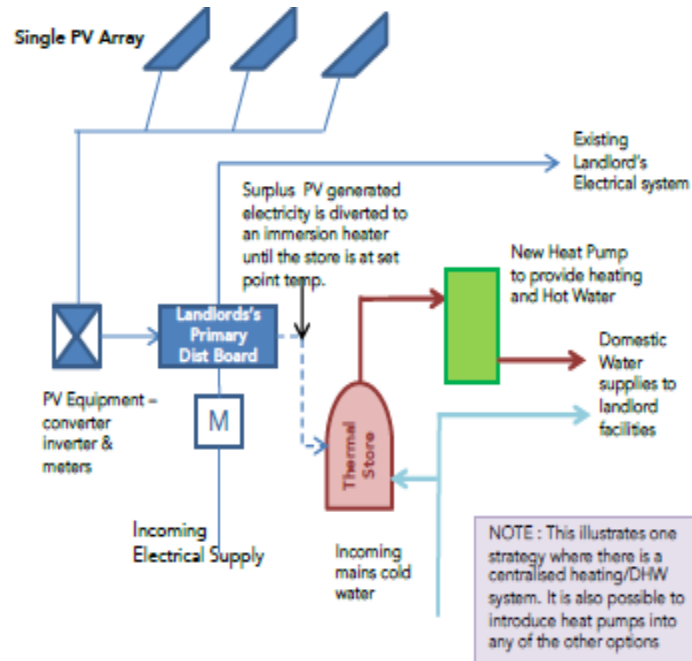 Single PV Array
Existing
Landlord's
Electrical system
Surplus PV generated
electricity is diverted to
an immersion heater
until the store is at set
point temp.
New Heat Pump
to provide heating
and Hot Water
Landlords's
Primary
Dist Board
Domestic
Water
supplies to
landlord
facilities
PV Equipment –
converter
inverter &
meters
M
Thermal
Store
Incoming
Electrical Supply
Incoming
mains cold
water
NOTE : This illustrates one
strategy where there is a
centralised heating/DHW
system. It is also possible to
introduce heat pumps into
any of the other options